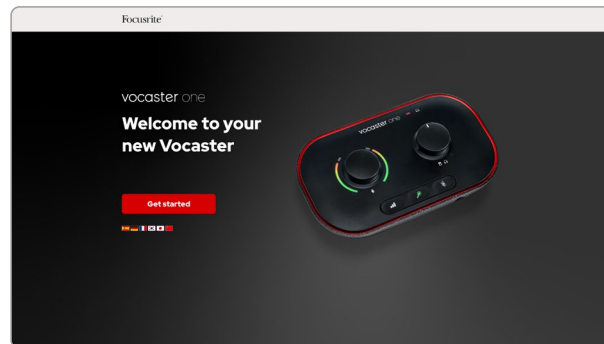 Focusrite
vocaster one
Welcome to your
new Vocaster
Get started
vocaster one